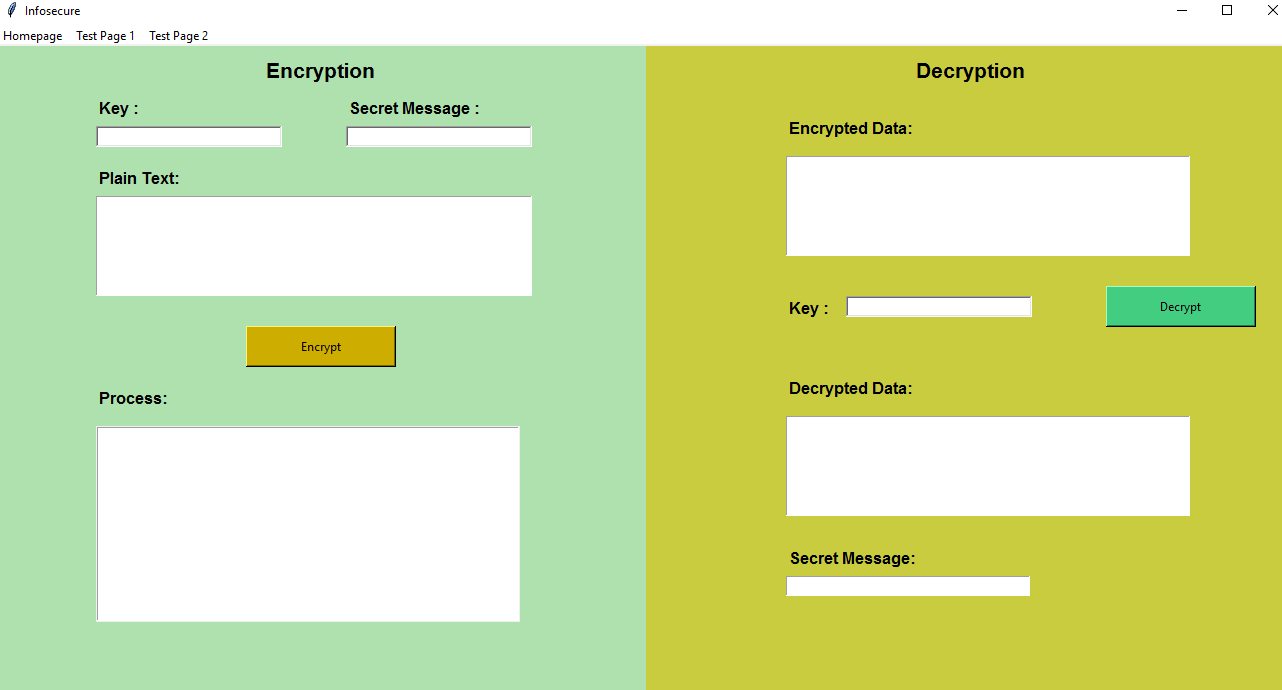 Infosecure
Homepage Test Page 1 Test Page 2
Encryption
Key :
Secret Message :
Plain Text:
Encrypt
Process:
Decryption
Encrypted Data:
Key :
Decrypt
Decrypted Data:
Secret Message: